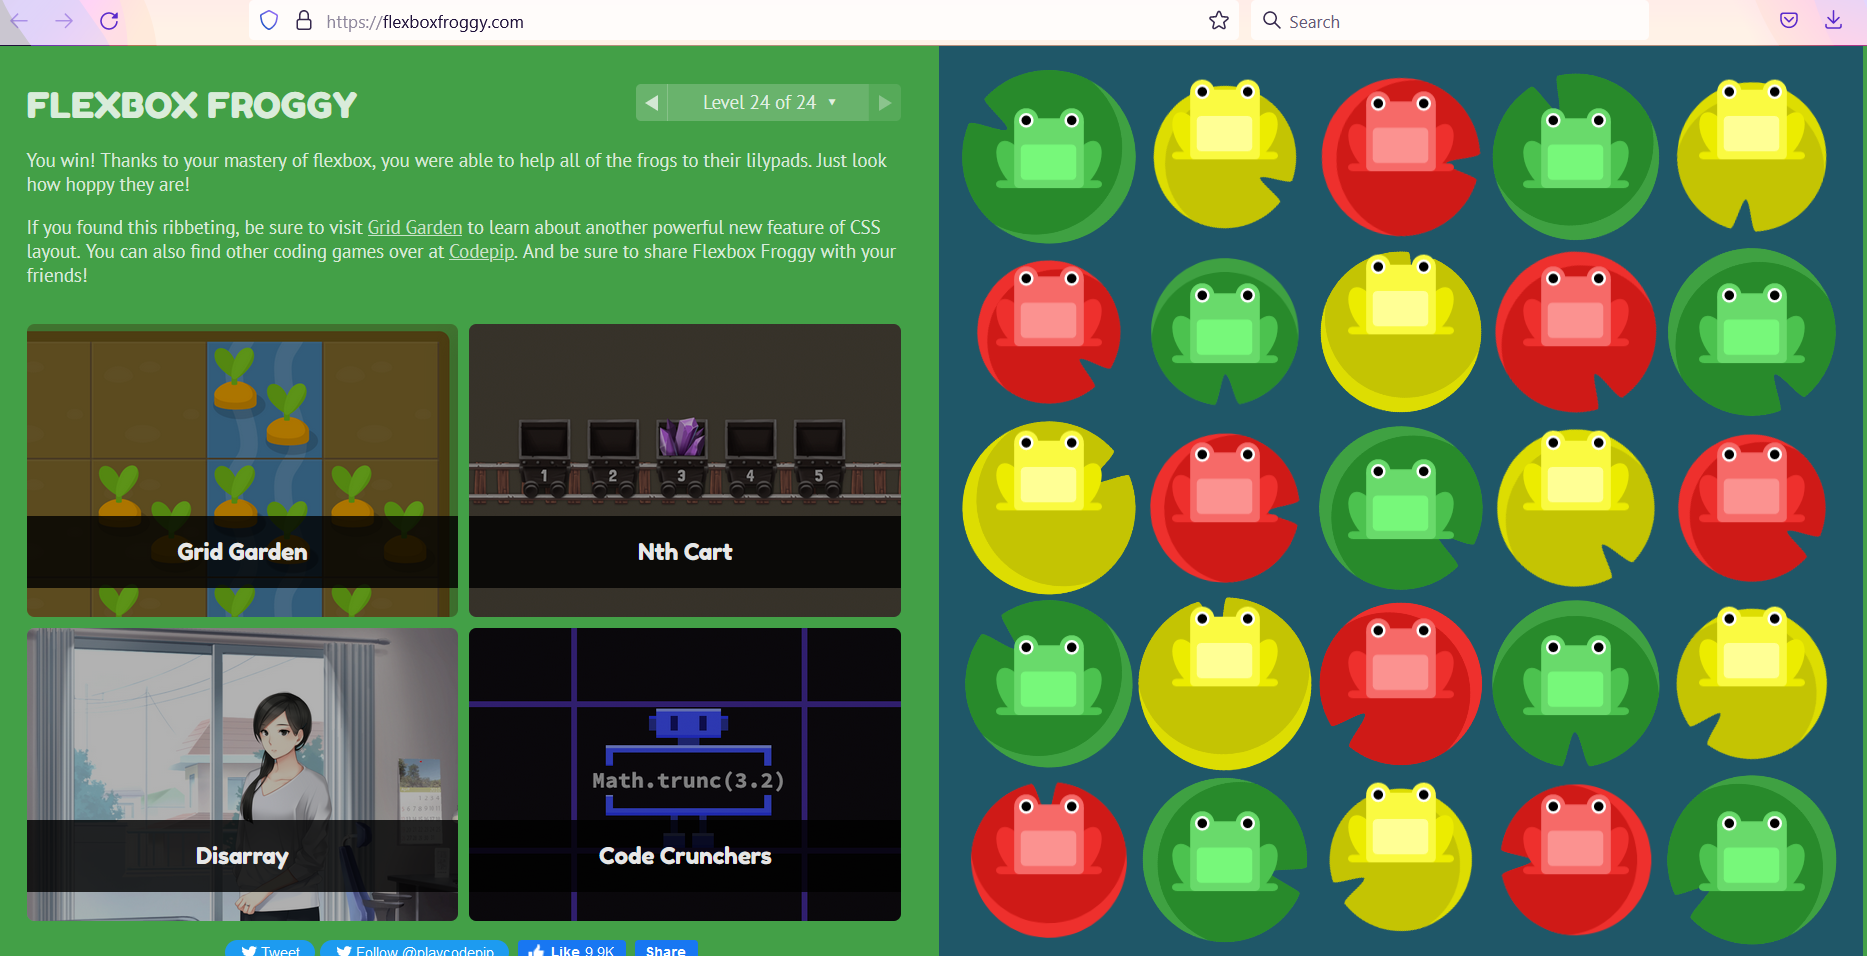 https://flexboxfroggy.com
Search
FLEXBOX FROGGY
Level 24 of 24
You win! Thanks to your mastery of flexbox, you were able to help all of the frogs to their lilypads. Just look
how hoppy they are!
If you found this ribbeting, be sure to visit Grid Garden to learn about another powerful new feature of CSS
layout. You can also find other coding games over at Codepip. And be sure to share Flexbox Froggy with your
friends!
1 2 3 4 5
Grid Garden
Nth Cart
Math.trunc(3.2)
Disarray
Code Crunchers
Tweet
Follow @playcodepip
Like 9.9K
Share